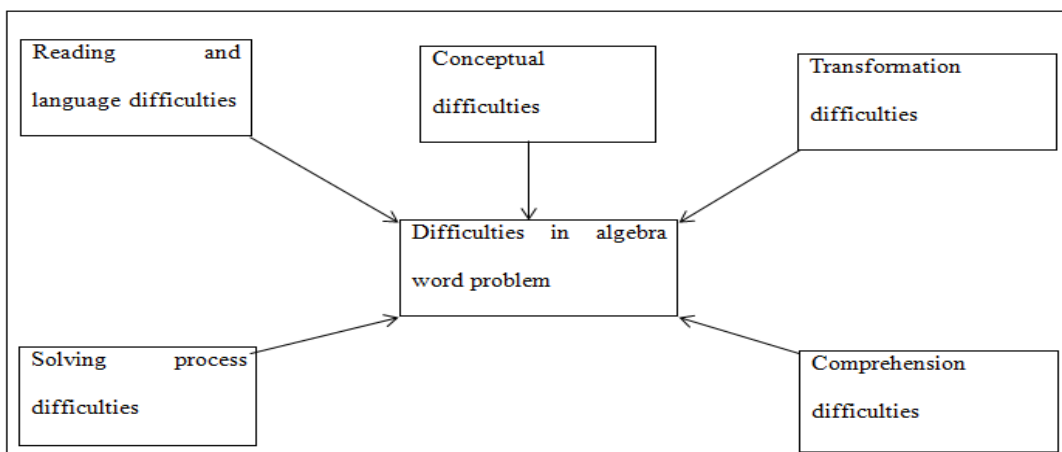 Reading and
language difficulties
Conceptual
difficulties
Transformation
difficulties
Difficulties in algebra
word problem
Solving process
difficulties
Comprehension
difficulties